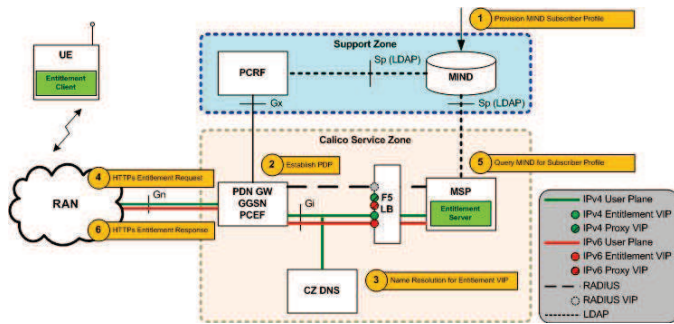 1 Provision MIND Subscriber Profile
Support Zone
UE
Entitlement
Client
PCRF
Sp (LDAP)
MIND
Gx
Sp (LDAP)
Calico Service Zone
2 Establish PDP
5 Query MIND for Subscriber Profile
4 HTTPs Entitlement Request
RAN
Gn
PDN GW
GGSN
PCEF
Gi
F5
LB
MSP
Entitlement
Server
6 HTTPs Entitlement Response
CZ DNS
3 Name Resolution for Entitlement VIP
IPv4 User Plane
IPv4 Entitlement VIP
IPv4 Proxy VIP
IPv6 User Plane
IPv6 Entitlement VIP
IPv6 Proxy VIP
RADIUS
RADIUS VIP
LDAP